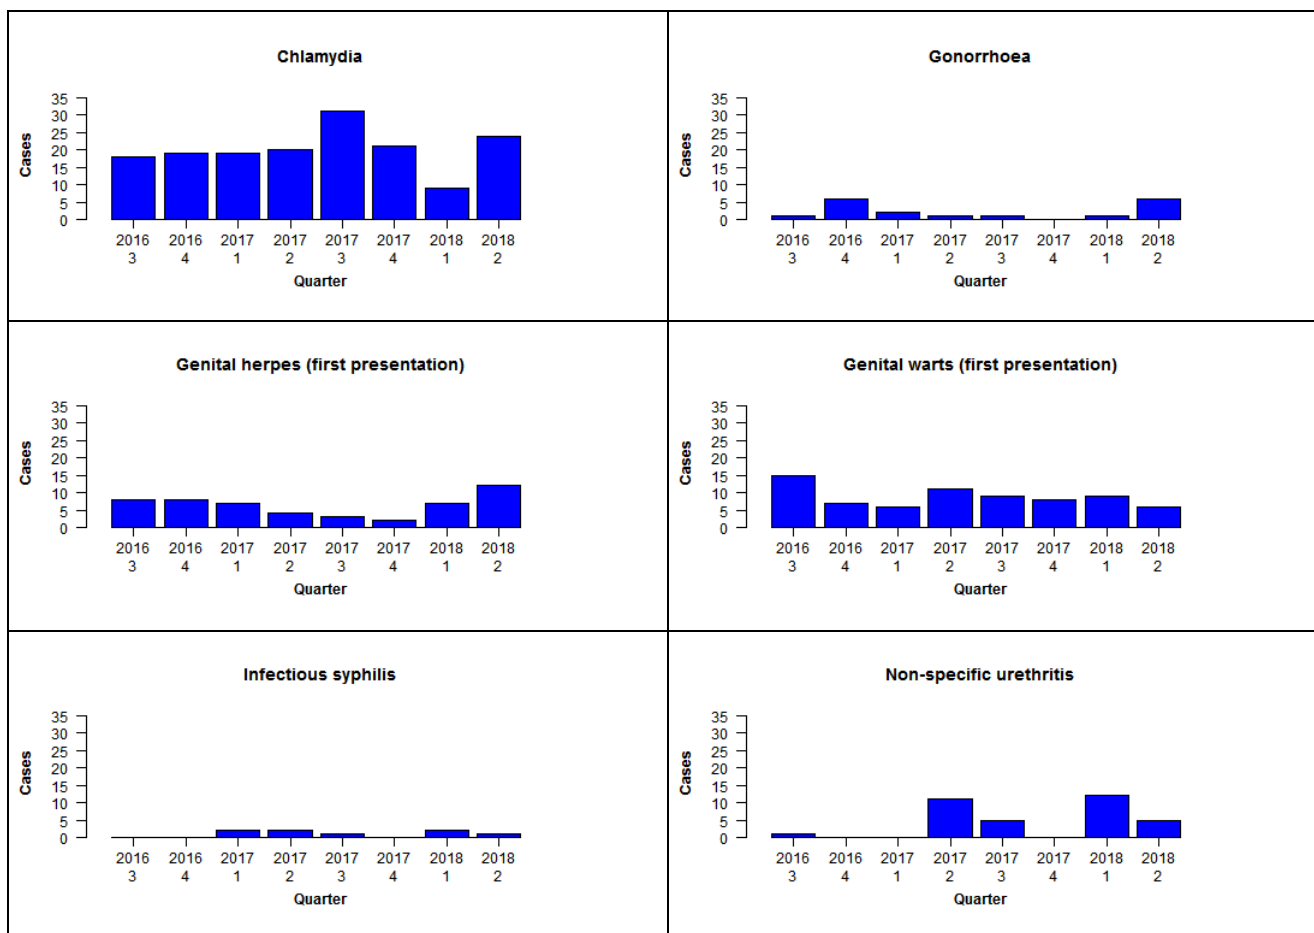 Chlamydia
35
30
25
20
15
10
5
0
Cases
2016 2016 2017 2017 2017 2017 2018 2018
3 4 1 2 3 4 1 2
Quarter
Gonorrhoea
35
30
25
20
15
10
5
0
Cases
2016 2016 2017 2017 2017 2017 2018 2018
3 4 1 2 3 4 1 2
Quarter
Genital herpes (first presentation)
35
30
25
20
15
10
5
0
Cases
2016 2016 2017 2017 2017 2017 2018 2018
3 4 1 2 3 4 1 2
Quarter
Genital warts (first presentation)
35
30
25
20
15
10
5
0
Cases
2016 2016 2017 2017 2017 2017 2018 2018
3 4 1 2 3 4 1 2
Quarter
Infectious syphilis
35
30
25
20
15
10
5
0
Cases
2016 2016 2017 2017 2017 2017 2018 2018
3 4 1 2 3 4 1 2
Quarter
Non-specific urethritis
35
30
25
20
15
10
5
0
Cases
2016 2016 2017 2017 2017 2017 2018 2018
3 4 1 2 3 4 1 2
Quarter